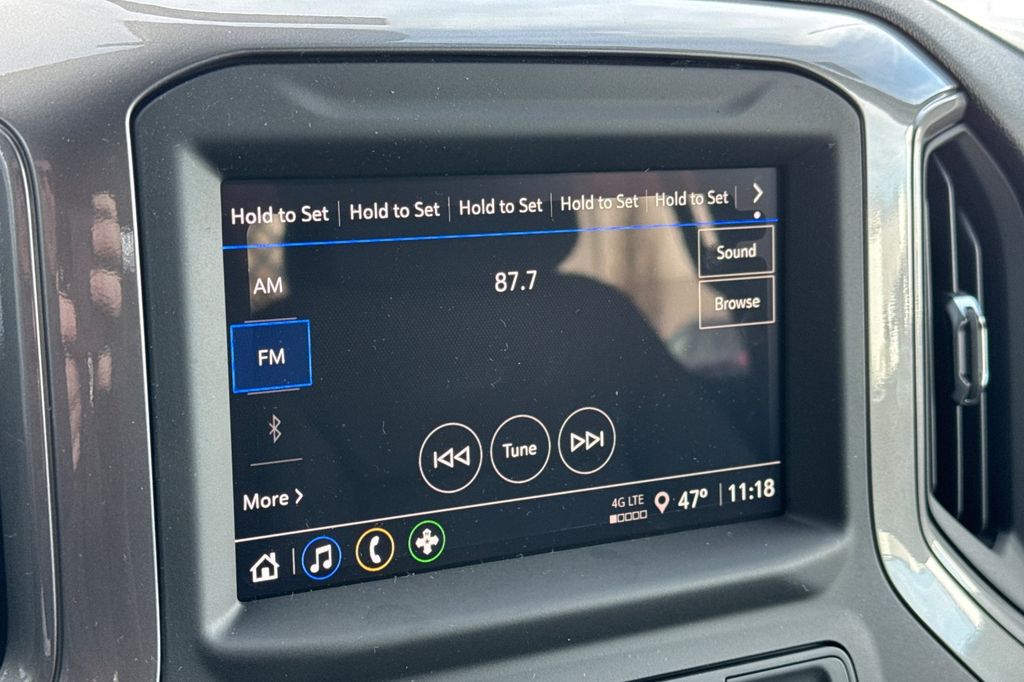 Hold to Set Hold to Set Hold to Set Hold to Set Hold to Set >
Sound
AM 87.7
Browse
FM
Tune
More >
4G LTE 47° 11:18